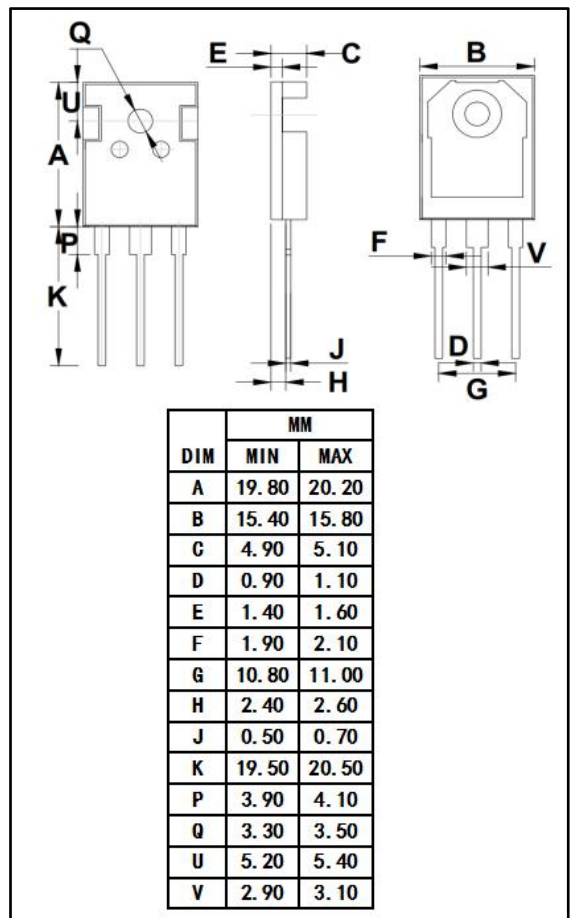 Q
E C B
U
A
P
F V
K
J D
H G
MM
DIM MIN MAX
A 19.80 20.20
B 15.40 15.80
C 4.90 5.10
D 0.90 1.10
E 1.40 1.60
F 1.90 2.10
G 10.80 11.00
H 2.40 2.60
J 0.50 0.70
K 19.50 20.50
P 3.90 4.10
Q 3.30 3.50
U 5.20 5.40
V 2.90 3.10